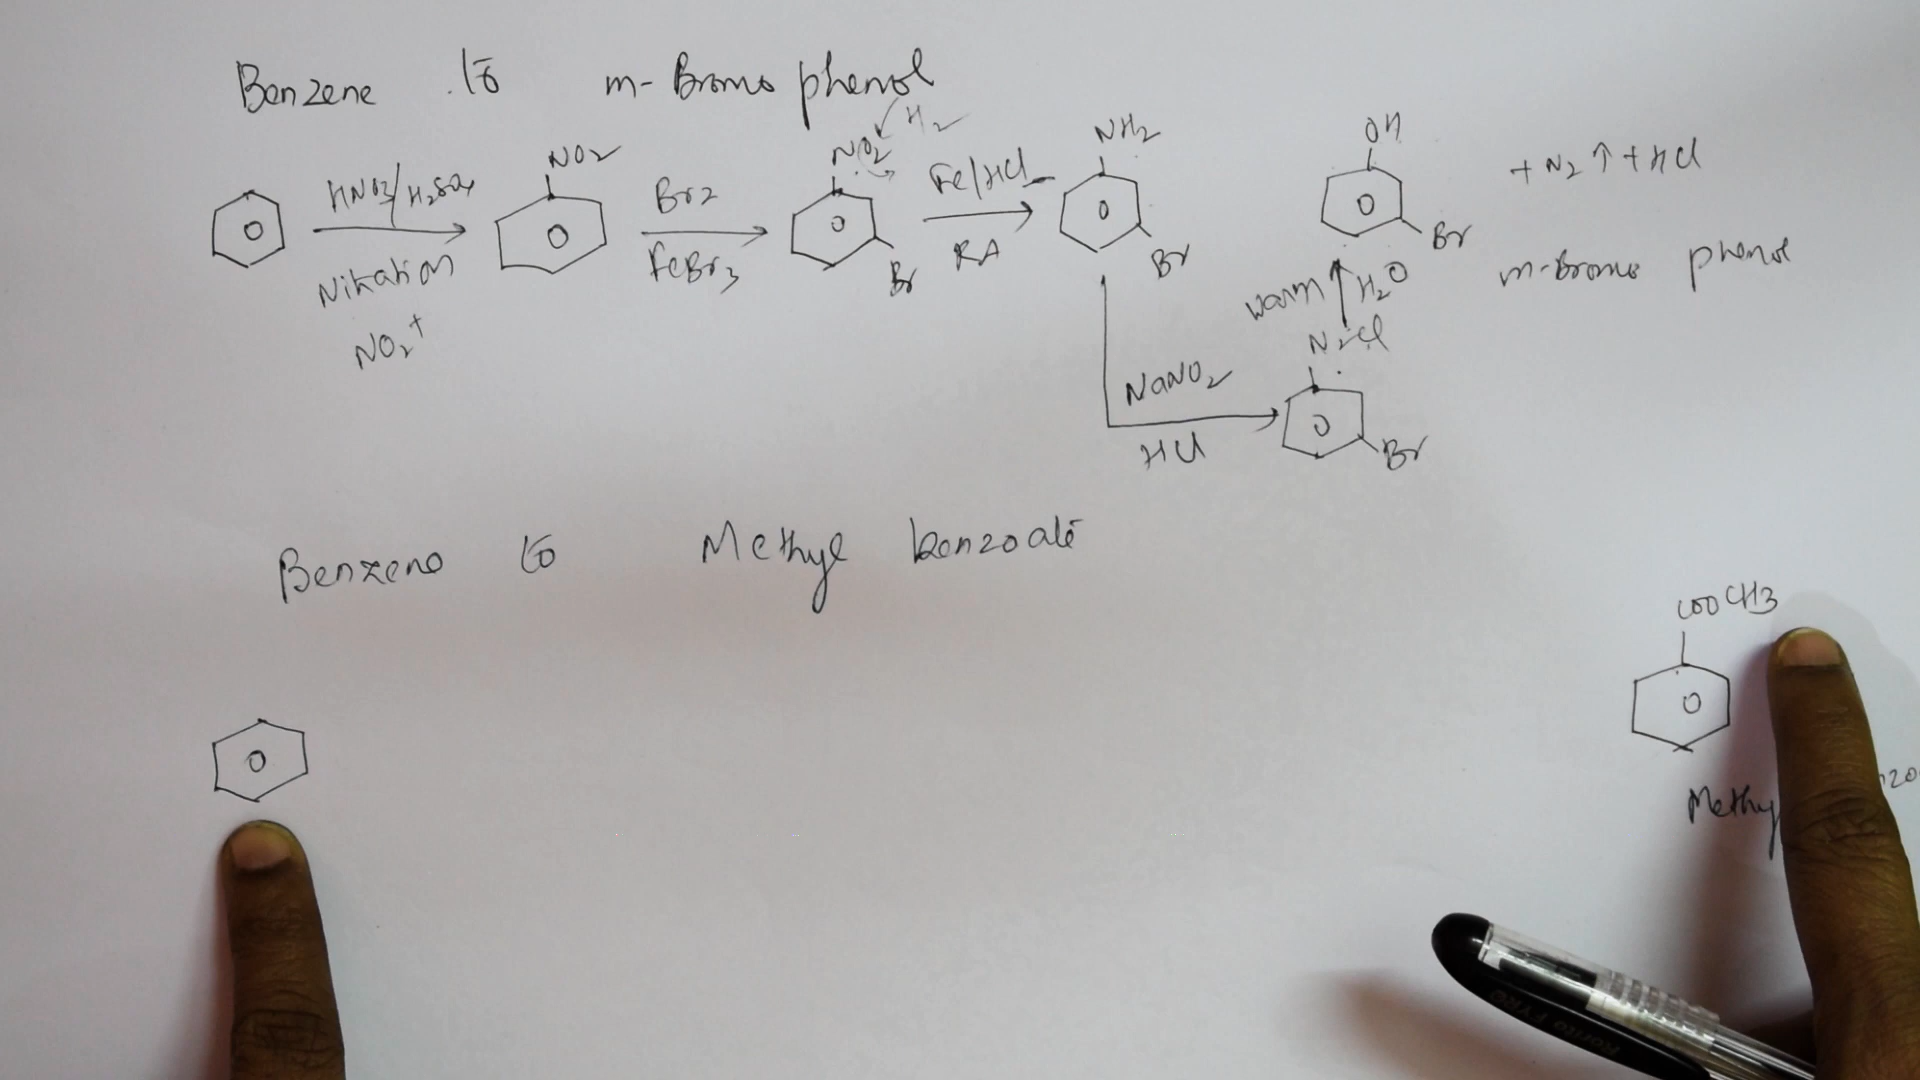 Benzene to m-Bromo phenol
NO2 NO2 H2 NH2 OH
HNO3/H2SO4 Br2 Fe/HCl + N2 ↑ + HCl
Nitration FeBr3 Br RA Br Br
NO2+ warm H2O m-Bromo phenol
N2Cl
NaNO2
HCl Br
Benzene to Methyl benzoate
COOCH3